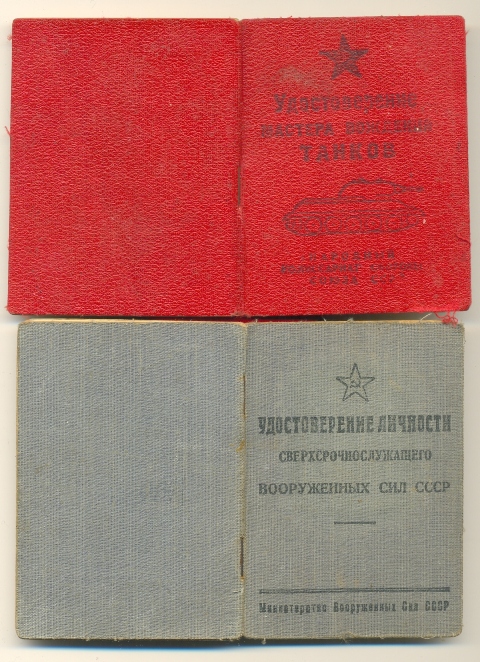 Удостоверение
мастера вождения
танков
Удостоверение личности
сверхсрочнослужащего
Вооруженных Сил СССР
Министерство Вооруженных Сил СССР